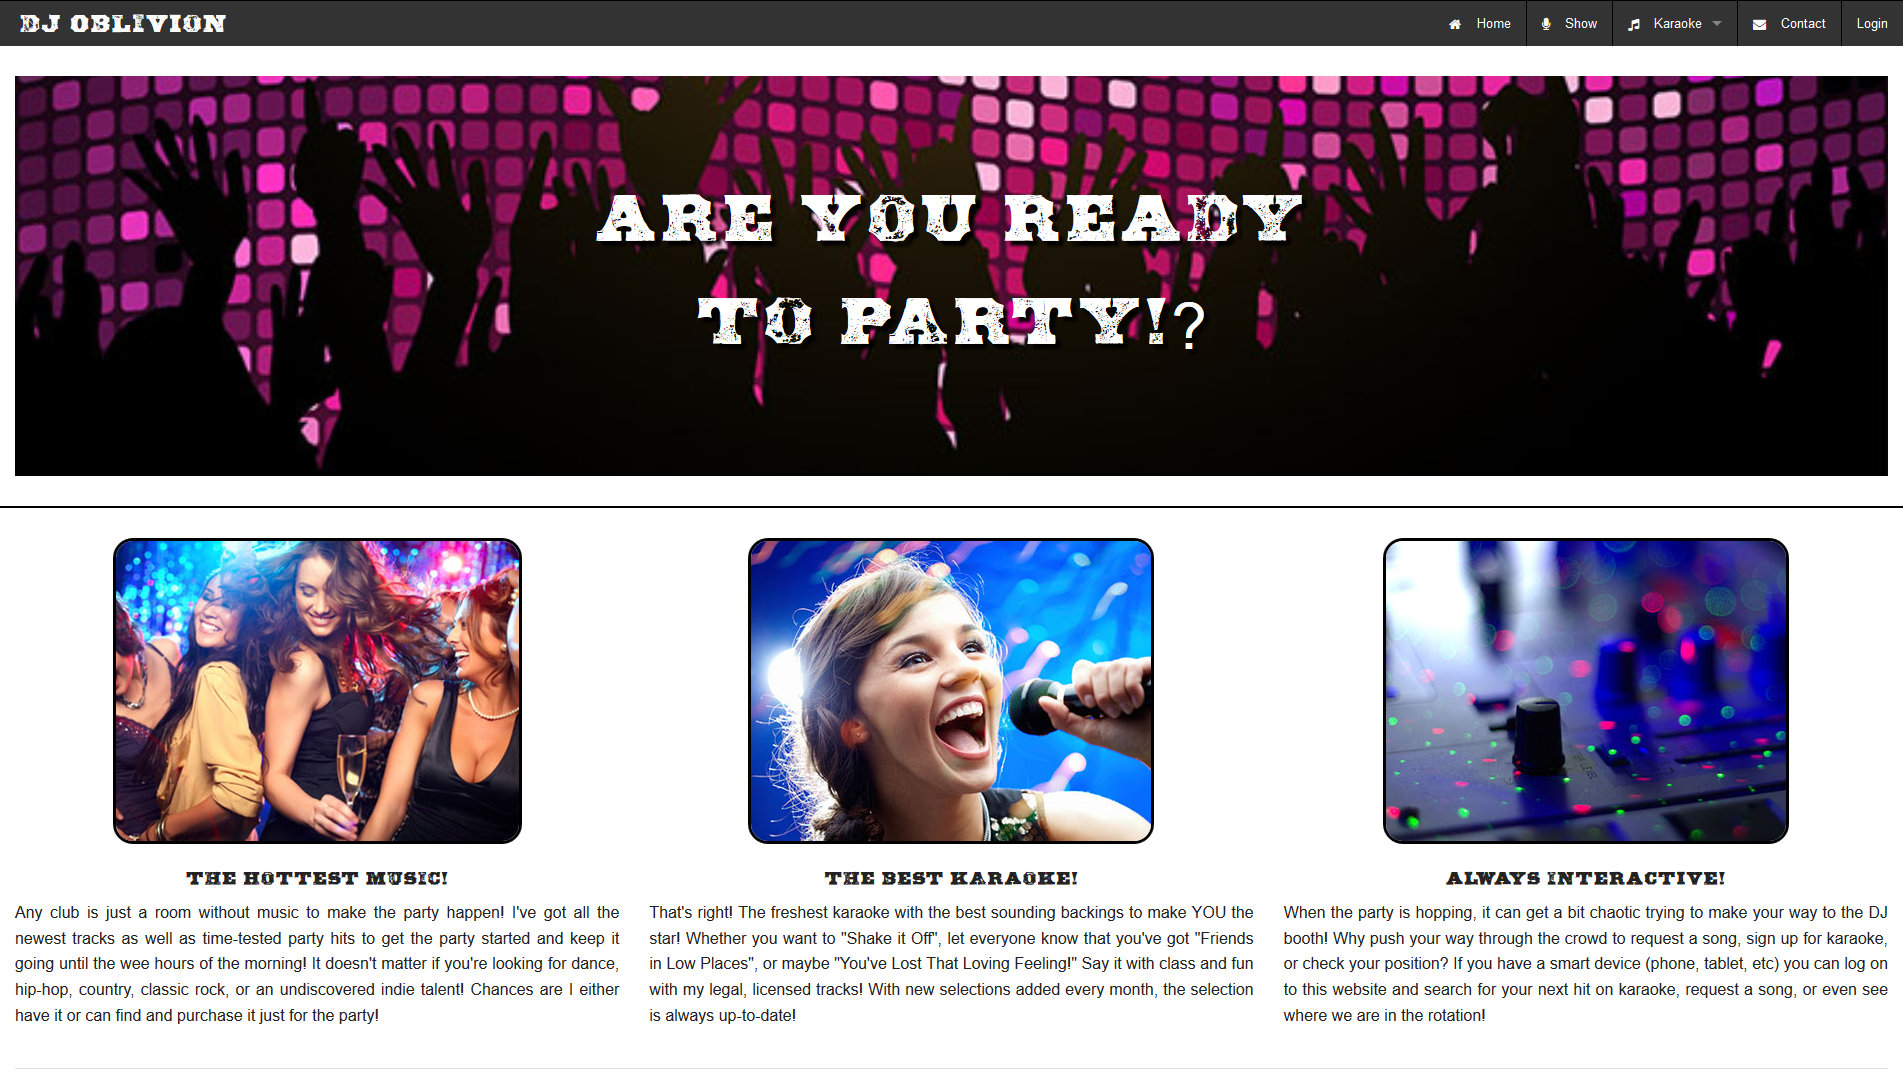 DJ OBLIVION
Home
Show
Karaoke
Contact
Login
ARE YOU READY
TO PARTY!?
THE HOTTEST MUSIC!
Any club is just a room without music to make the party happen! I've got all the
newest tracks as well as time-tested party hits to get the party started and keep it
going until the wee hours of the morning! It doesn't matter if you're looking for dance,
hip-hop, country, classic rock, or an undiscovered indie talent! Chances are I either
have it or can find and purchase it just for the party!
THE BEST KARAOKE!
That's right! The freshest karaoke with the best sounding backings to make YOU the
star! Whether you want to "Shake it Off", let everyone know that you've got "Friends
in Low Places", or maybe "You've Lost That Loving Feeling!" Say it with class and fun
with my legal, licensed tracks! With new selections added every month, the selection
is always up-to-date!
ALWAYS INTERACTIVE!
When the party is hopping, it can get a bit chaotic trying to make your way to the DJ
booth! Why push your way through the crowd to request a song, sign up for karaoke,
or check your position? If you have a smart device (phone, tablet, etc) you can log on
to this website and search for your next hit on karaoke, request a song, or even see
where we are in the rotation!